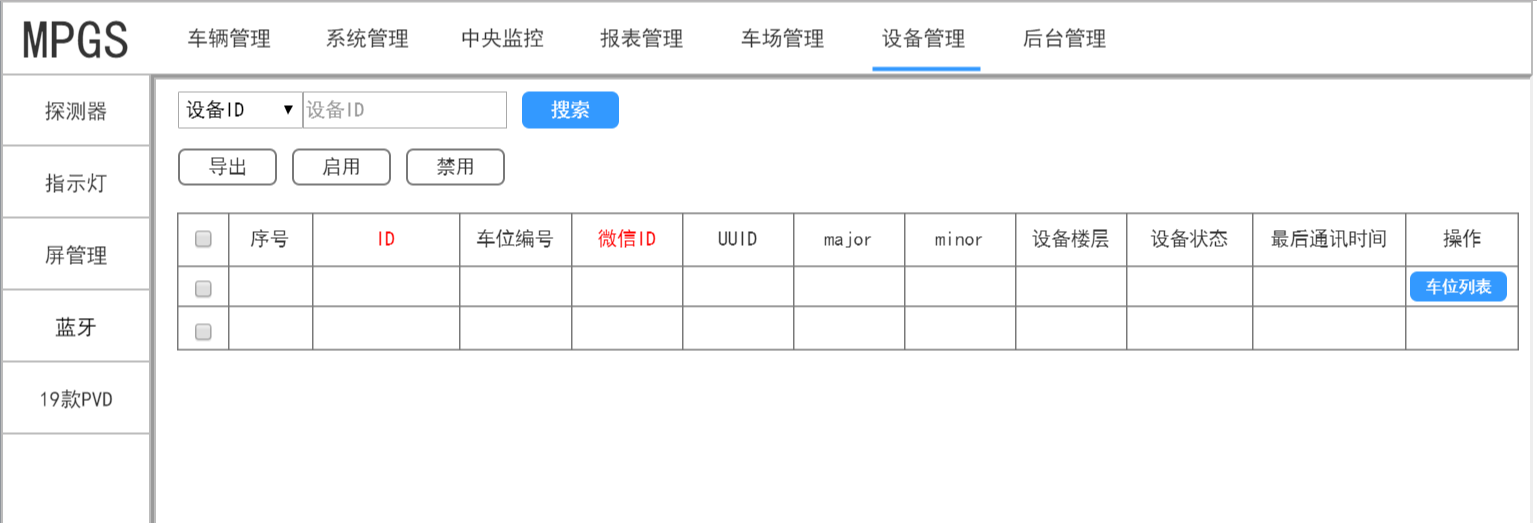 MPGS 车辆管理 系统管理 中央监控 报表管理 车场管理 设备管理 后台管理
探测器
指示灯
屏管理
蓝牙
19款PVD
设备ID ▼ 设备ID 搜索
导出 启用 禁用
序号 ID 车位编号 微信ID UUID major minor 设备楼层 设备状态 最后通讯时间 操作
车位列表